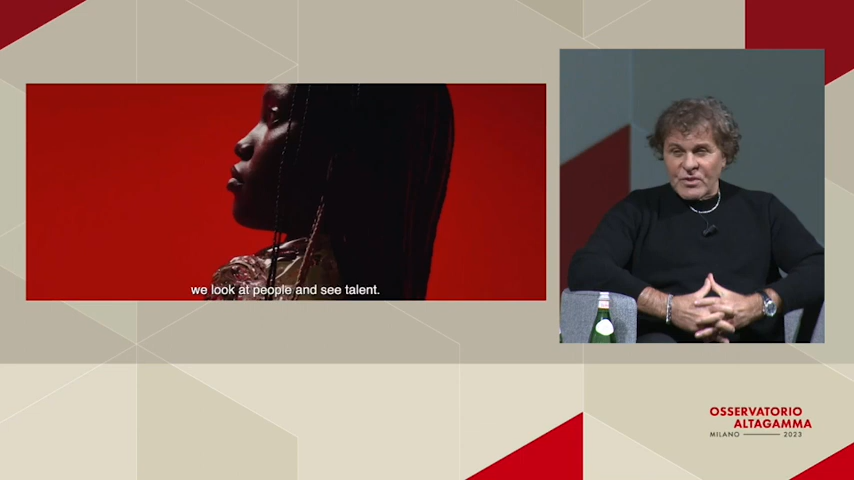 we look at people and see talent.
OSSERVATORIO
ALTAGAMMA
MILANO 2023